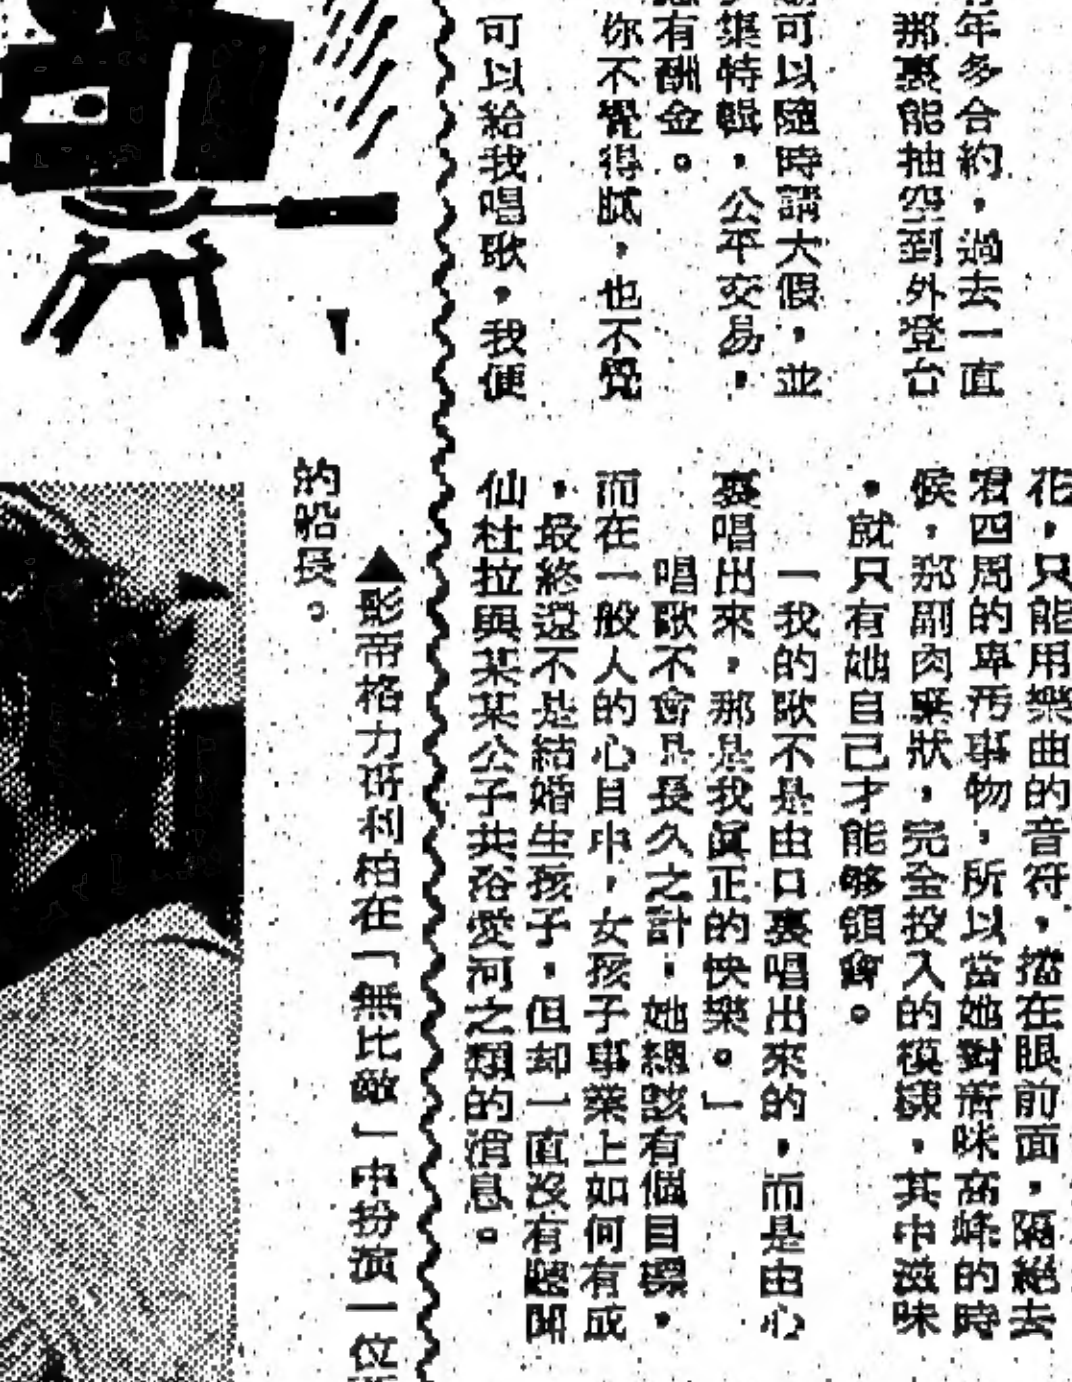 年多合約，過去一直
那裏能抽空到外登台
可以隨時請大假，並
集特輯，公平交易，
有酬金。
你不覺得膩，也不覺
可以給我唱歌，我便
花，只能用樂曲的音符，擋在眼前面，隔絕去
君四周的卑污事物，所以當她對着咪高峰的時
候，那副肉緊狀，完全投入的模樣，其中滋味
，就只有她自己才能够領會。
「我的歌不是由口裏唱出來的，而是由心
裏唱出來，那是我眞正的快樂。」
唱歌不會是長久之計，她總該有個目標，
而在一般人的心目中，女孩子事業上如何有成
，最終還不是結婚生孩子，但却一直沒有聽聞
仙杜拉與某某公子共浴愛河之類的消息。
▲彭帝格力哥利柏在「無比敵」中扮演一位
的船長。